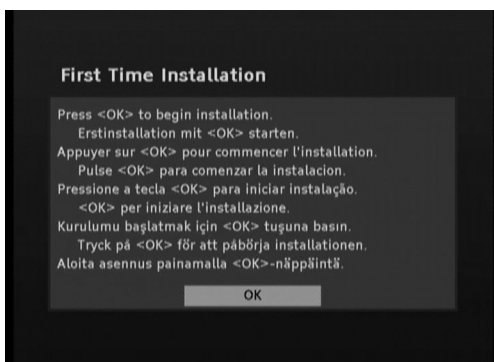 First Time Installation
Press <OK> to begin installation.
Erstinstallation mit <OK> starten.
Appuyer sur <OK> pour commencer l'installation.
Pulse <OK> para comenzar la instalacion.
Pressione a tecla <OK> para iniciar instalação.
<OK> per iniziare l'installazione.
Kurulumu başlatmak için <OK> tuşuna basın.
Tryck på <OK> för att påbörja installationen.
Aloita asennus painamalla <OK>-näppäintä.
OK